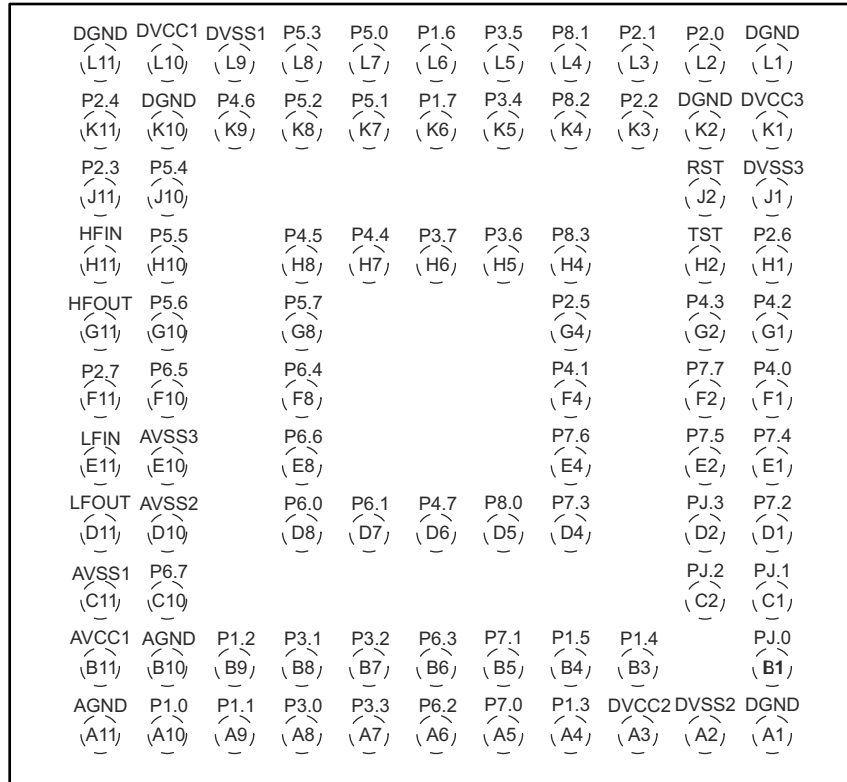 DGND DVCC1 DVSS1 P5.3 P5.0 P1.6 P3.5 P8.1 P2.1 P2.0 DGND
L11 L10 L9 L8 L7 L6 L5 L4 L3 L2 L1
P2.4 DGND P4.6 P5.2 P5.1 P1.7 P3.4 P8.2 P2.2 DGND DVCC3
K11 K10 K9 K8 K7 K6 K5 K4 K3 K2 K1
P2.3 P5.4 RST DVSS3
J11 J10 J2 J1
HFIN P5.5 P4.5 P4.4 P3.7 P3.6 P8.3 TST P2.6
H11 H10 H8 H7 H6 H5 H4 H2 H1
HFOUT P5.6 P5.7 P2.5 P4.3 P4.2
G11 G10 G8 G4 G2 G1
P2.7 P6.5 P6.4 P4.1 P7.7 P4.0
F11 F10 F8 F4 F2 F1
LFIN AVSS3 P6.6 P7.6 P7.5 P7.4
E11 E10 E8 E4 E2 E1
LFOUT AVSS2 P6.0 P6.1 P4.7 P8.0 P7.3 PJ.3 P7.2
D11 D10 D8 D7 D6 D5 D4 D2 D1
AVSS1 P6.7 PJ.2 PJ.1
C11 C10 C2 C1
AVCC1 AGND P1.2 P3.1 P3.2 P6.3 P7.1 P1.5 P1.4 PJ.0
B11 B10 B9 B8 B7 B6 B5 B4 B3 B1
AGND P1.0 P1.1 P3.0 P3.3 P6.2 P7.0 P1.3 DVCC2 DVSS2 DGND
A11 A10 A9 A8 A7 A6 A5 A4 A3 A2 A1